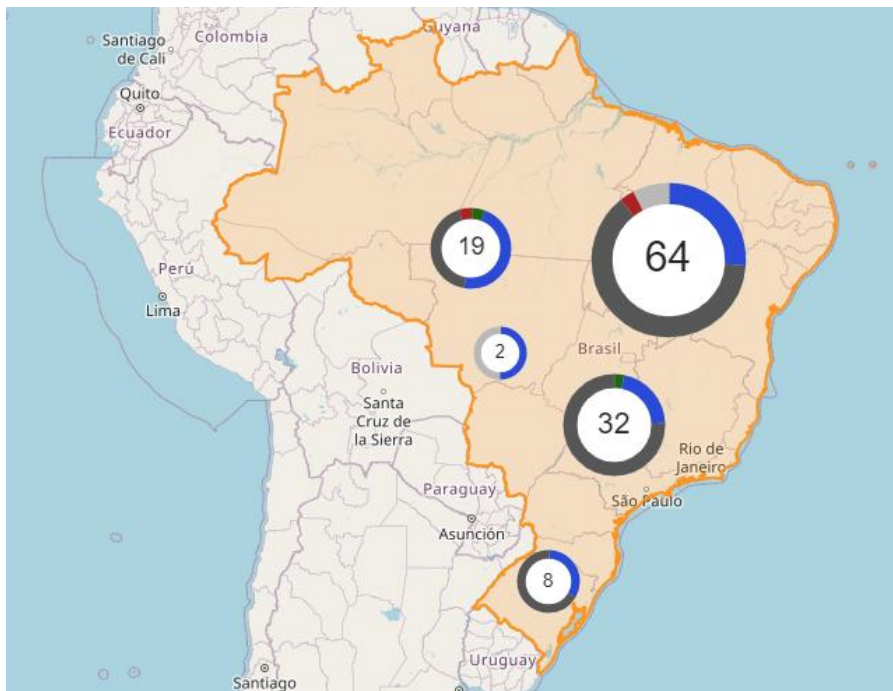 Guyana
Santiago
de Cali
Colombia
Quito
Ecuador
19
64
Perú
Lima
2
Brasil
Bolivia
Santa
Cruz de
la Sierra
32
Rio de
Janeiro
Paraguay
São Paulo
Asunción
8
Uruguay
Santiago